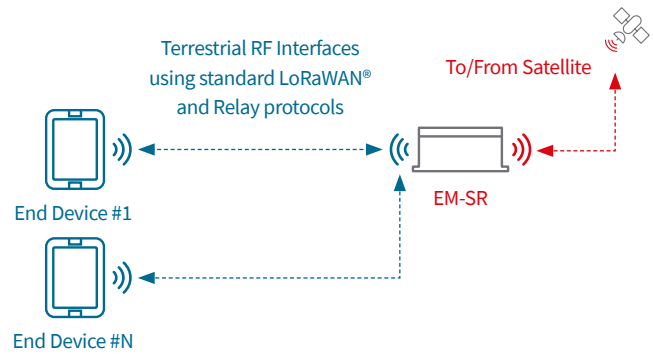 Terrestrial RF Interfaces
using standard LoRaWAN®
and Relay protocols
To/From Satellite
End Device #1
EM-SR
End Device #N